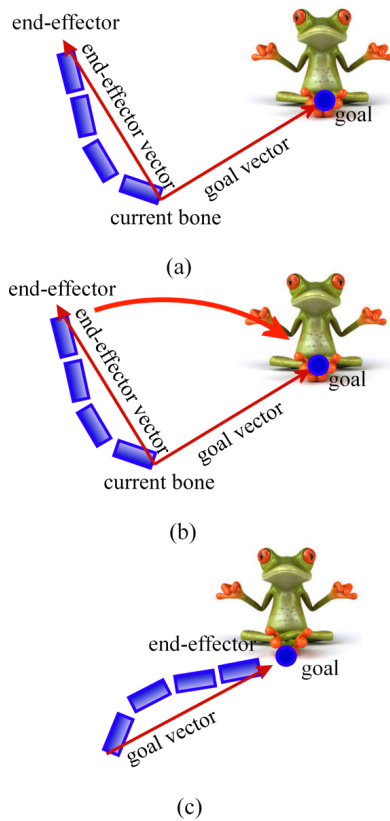 end-effector
end-effector vector
goal vector
goal
current bone
(a)
end-effector
end-effector vector
goal vector
goal
current bone
(b)
end-effector
goal
goal vector
(c)